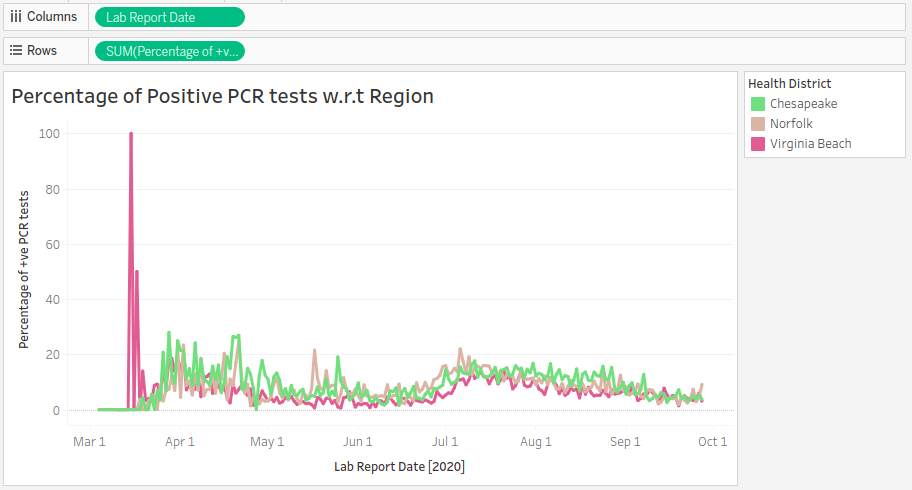 Columns
Lab Report Date
Rows
SUM(Percentage of +v...
Percentage of Positive PCR tests w.r.t Region
Health District
Chesapeake
Norfolk
Virginia Beach
Percentage of +ve PCR tests
100
80
60
40
20
0
Mar 1 Apr 1 May 1 Jun 1 Jul 1 Aug 1 Sep 1 Oct 1
Lab Report Date [2020]